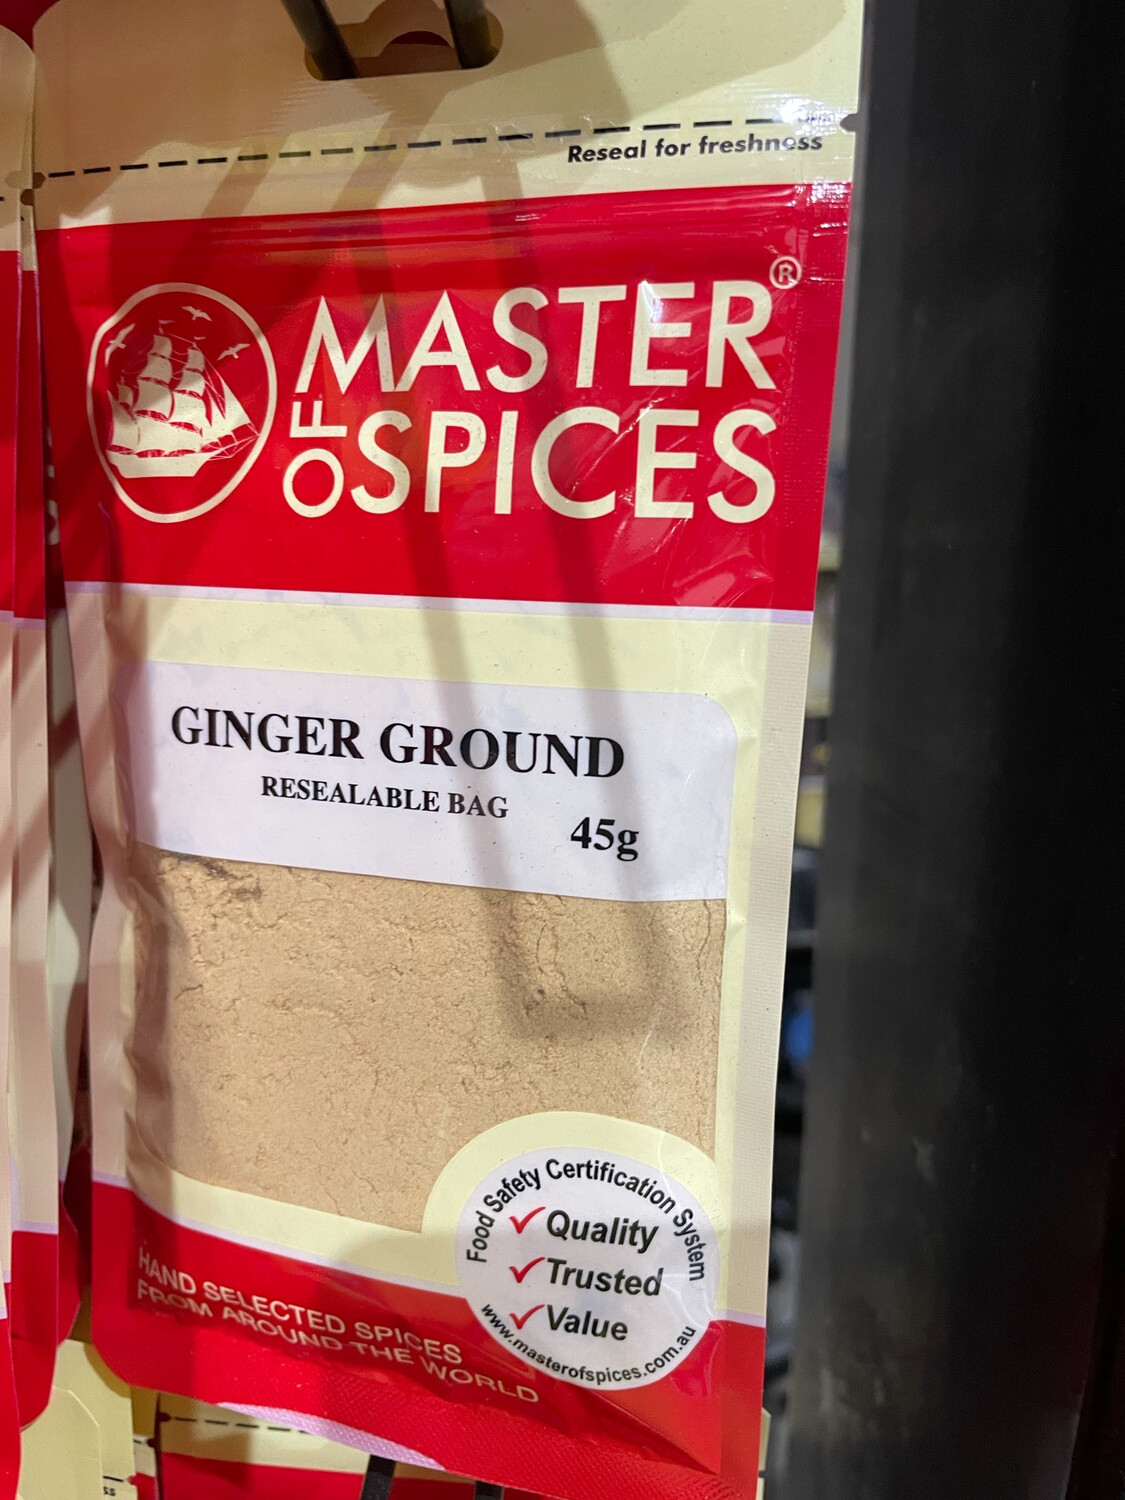 Reseal for freshness
MASTER®
OF
SPICES
GINGER GROUND
RESEALABLE BAG
45g
Food Safety Certification System
✓Quality
✓Trusted
✓Value
www.masterofspices.com.au
HAND SELECTED SPICES
FROM AROUND THE WORLD